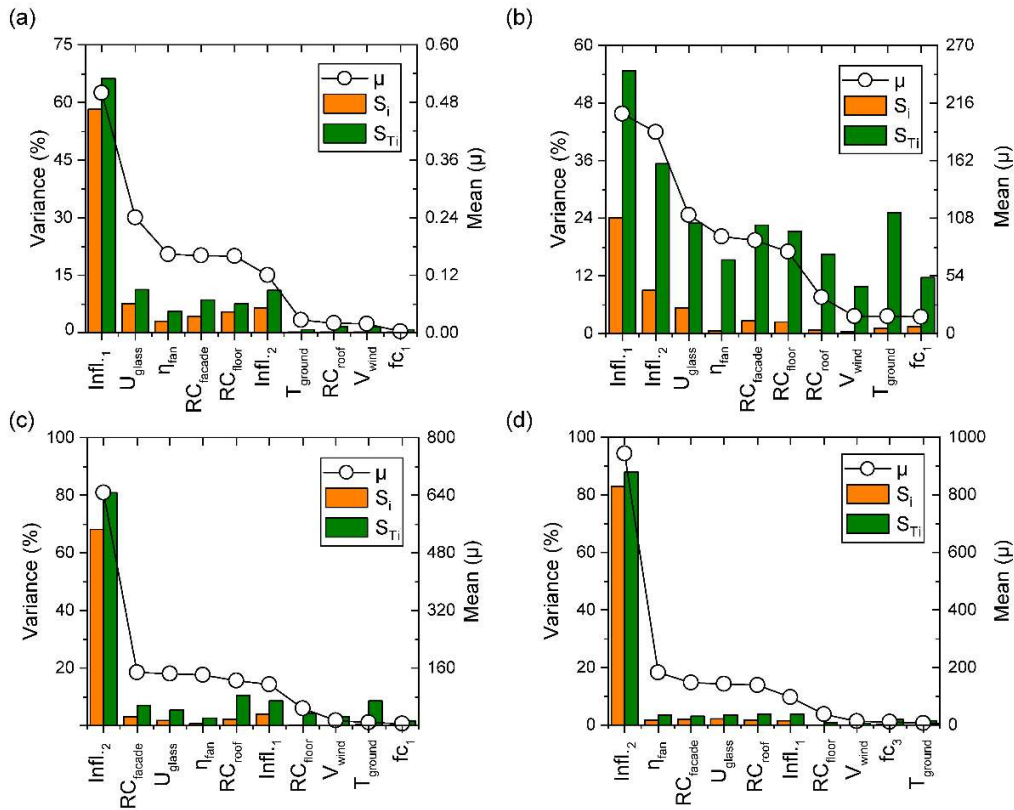 (a)
75
60
45
30
15
0
Variance (%)
0.60
0.48
0.36
0.24
0.12
0.00
Mean (μ)
μ
Si
STi
Infl.1
Uglass
ηfan
RCfacade
RCfloor
Infl.2
Tground
RCroof
Vwind
fc1
(b)
60
48
36
24
12
0
Variance (%)
270
216
162
108
54
0
Mean (μ)
μ
Si
STi
Infl.1
Infl.2
Uglass
ηfan
RCfacade
RCfloor
RCroof
Vwind
Tground
fc1
(c)
100
80
60
40
20
0
Variance (%)
800
640
480
320
160
0
Mean (μ)
μ
Si
STi
Infl.2
RCfacade
Uglass
ηfan
RCroof
Infl.1
RCfloor
Vwind
Tground
fc1
(d)
100
80
60
40
20
0
Variance (%)
1000
800
600
400
200
0
Mean (μ)
μ
Si
STi
Infl.2
ηfan
RCfacade
Uglass
RCroof
Infl.1
RCfloor
Vwind
fc3
Tground